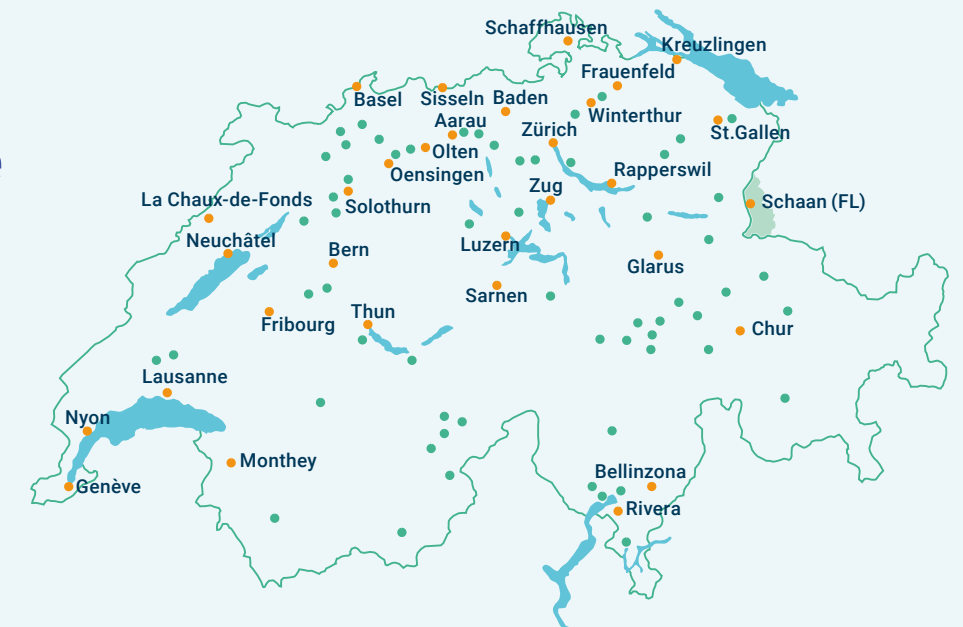 Schaffhausen
Kreuzlingen
Frauenfeld
Basel
Sisseln
Baden
Winterthur
Aarau
Zürich
St.Gallen
Olten
Oensingen
Rapperswil
Zug
La Chaux-de-Fonds
Solothurn
Schaan (FL)
Neuchâtel
Bern
Luzern
Glarus
Sarnen
Thun
Fribourg
Chur
Lausanne
Nyon
Monthey
Bellinzona
Genève
Rivera